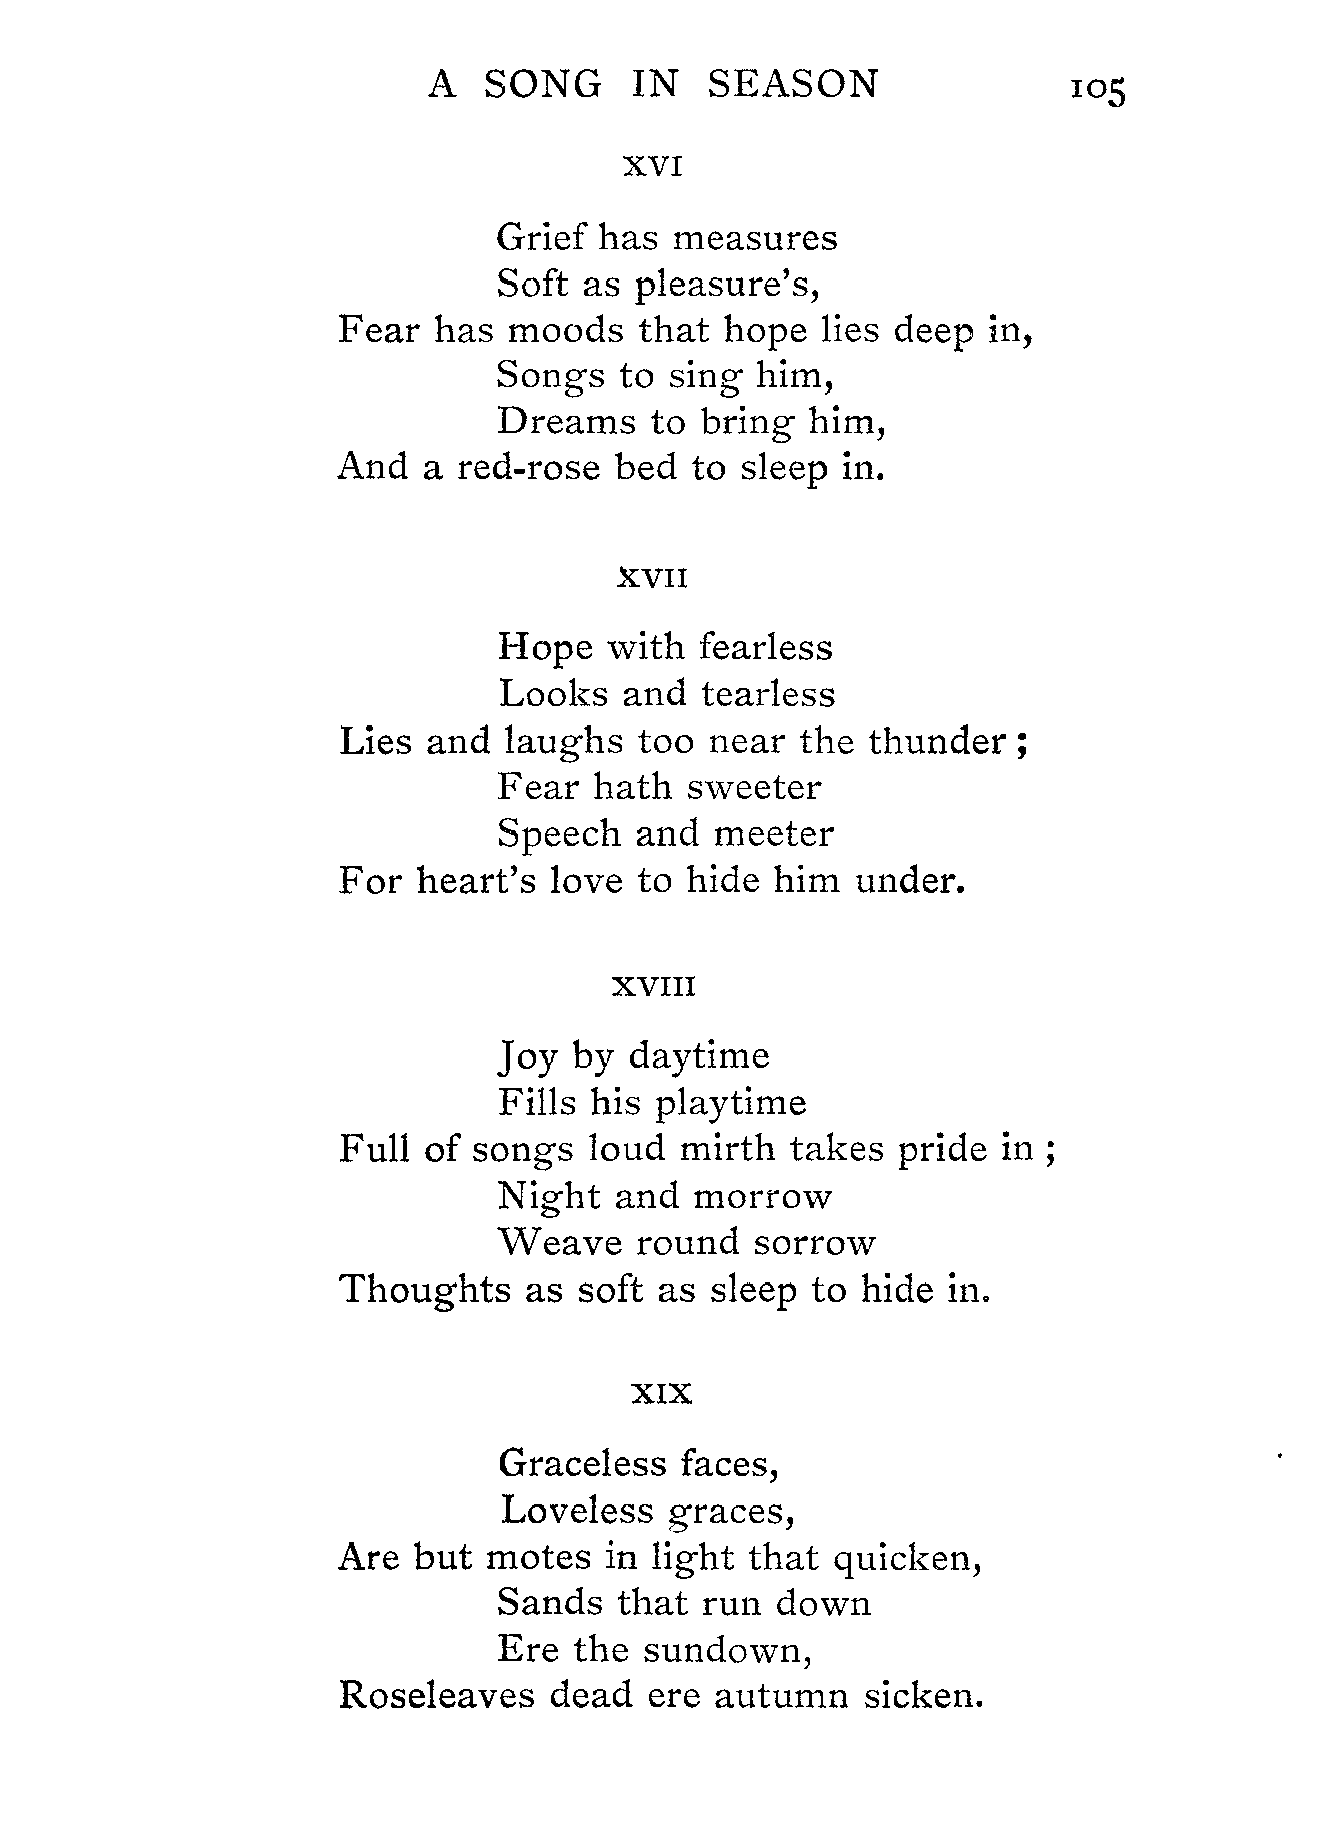 A SONG IN SEASON 105
XVI
Grief has measures
Soft as pleasure's,
Fear has moods that hope lies deep in,
Songs to sing him,
Dreams to bring him,
And a red-rose bed to sleep in.
XVII
Hope with fearless
Looks and tearless
Lies and laughs too near the thunder ;
Fear hath sweeter
Speech and meeter
For heart's love to hide him under.
XVIII
Joy by daytime
Fills his playtime
Full of songs loud mirth takes pride in ;
Night and morrow
Weave round sorrow
Thoughts as soft as sleep to hide in.
XIX
Graceless faces,
Loveless graces,
Are but motes in light that quicken,
Sands that run down
Ere the sundown,
Roseleaves dead ere autumn sicken.